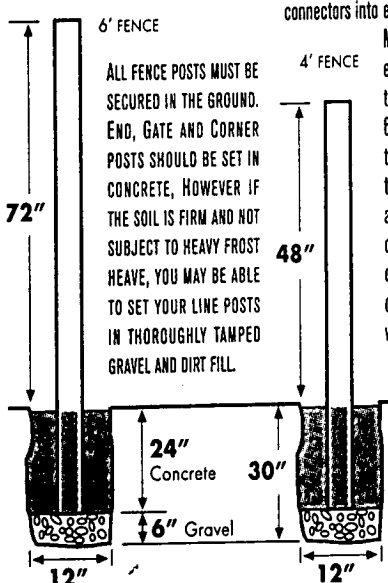 connectors into e
6' FENCE
ALL FENCE POSTS MUST BE
SECURED IN THE GROUND.
END, GATE AND CORNER
POSTS SHOULD BE SET IN
CONCRETE, HOWEVER IF
THE SOIL IS FIRM AND NOT
SUBJECT TO HEAVY FROST
HEAVE, YOU MAY BE ABLE
TO SET YOUR LINE POSTS
IN THOROUGHLY TAMPED
GRAVEL AND DIRT FILL.
4' FENCE
72"
48"
24"
Concrete
30"
6" Gravel
12"
12"